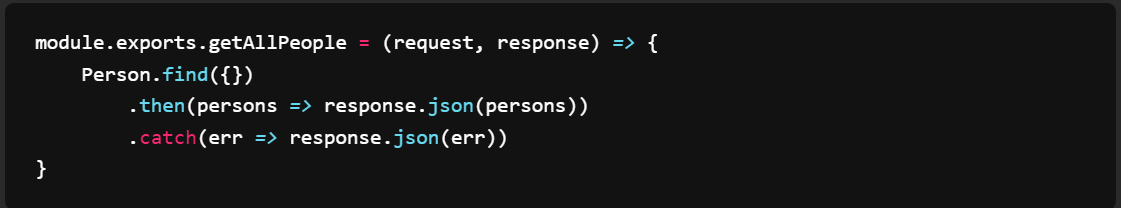 module.exports.getAllPeople = (request, response) => {
    Person.find({})
        .then(persons => response.json(persons))
        .catch(err => response.json(err))
}